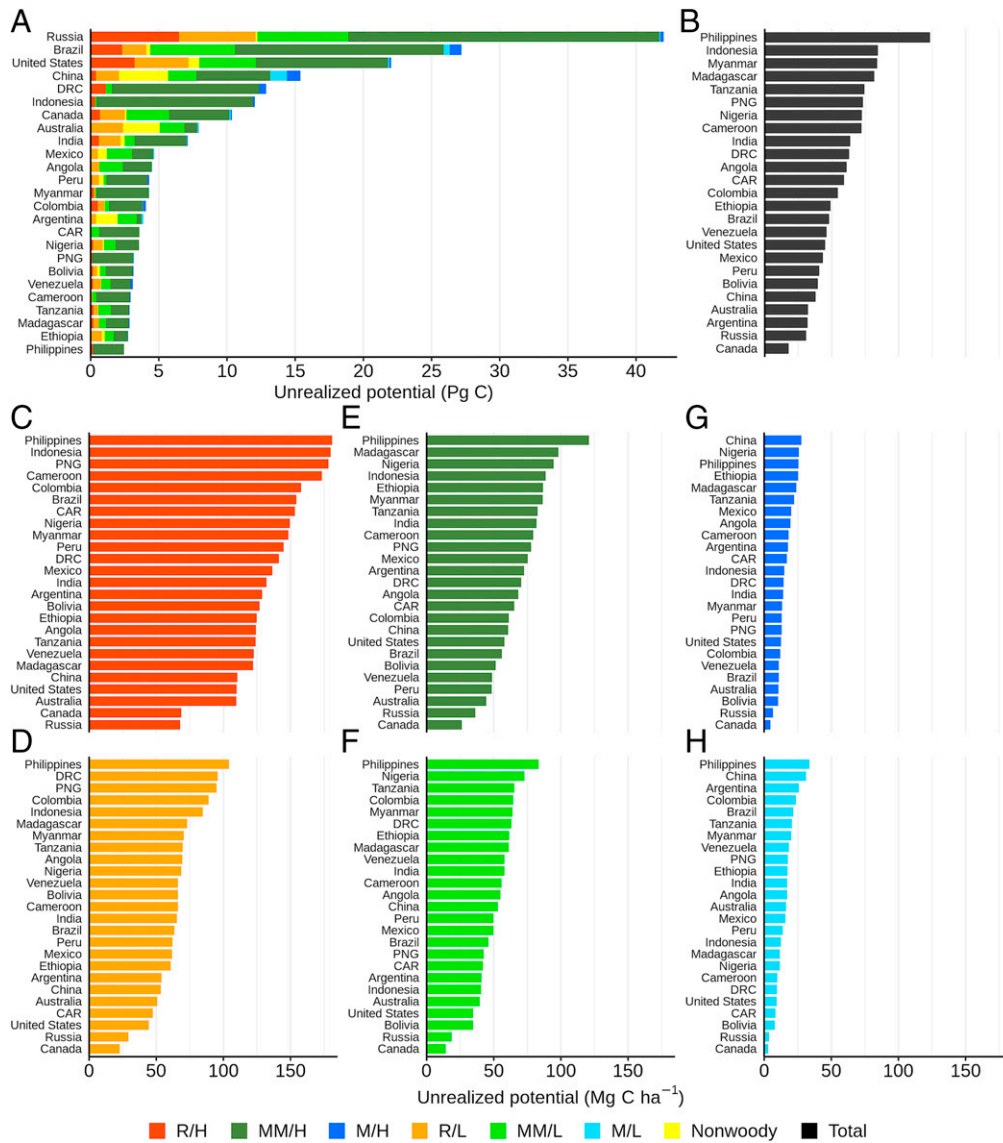 A
Russia
Brazil
United States
China
DRC
Indonesia
Canada
Australia
India
Mexico
Angola
Peru
Myanmar
Colombia
Argentina
CAR
Nigeria
PNG
Bolivia
Venezuela
Cameroon
Tanzania
Madagascar
Ethiopia
Philippines
0 5 10 15 20 25 30 35 40
Unrealized potential (Pg C)
B
Philippines
Indonesia
Myanmar
Madagascar
Tanzania
PNG
Nigeria
Cameroon
India
DRC
Angola
CAR
Colombia
Ethiopia
Brazil
Venezuela
United States
Mexico
Peru
Bolivia
China
Australia
Argentina
Russia
Canada
C
Philippines
Indonesia
PNG
Cameroon
Colombia
Brazil
CAR
Nigeria
Myanmar
Peru
DRC
Mexico
India
Argentina
Bolivia
Ethiopia
Angola
Tanzania
Venezuela
Madagascar
China
United States
Australia
Canada
Russia
E
Philippines
Madagascar
Nigeria
Indonesia
Ethiopia
Myanmar
Tanzania
India
Cameroon
PNG
Mexico
Argentina
DRC
Angola
CAR
Colombia
China
United States
Brazil
Bolivia
Venezuela
Peru
Australia
Russia
Canada
G
China
Nigeria
Philippines
Ethiopia
Madagascar
Tanzania
Mexico
Angola
Cameroon
Argentina
CAR
Indonesia
DRC
India
Myanmar
Peru
PNG
United States
Colombia
Venezuela
Brazil
Australia
Bolivia
Russia
Canada
D
Philippines
DRC
PNG
Colombia
Indonesia
Madagascar
Myanmar
Tanzania
Angola
Nigeria
Venezuela
Bolivia
Cameroon
India
Brazil
Peru
Mexico
Ethiopia
Argentina
China
Australia
CAR
United States
Russia
Canada
0 50 100 150
F
Philippines
Nigeria
Tanzania
Colombia
Myanmar
DRC
Ethiopia
Madagascar
Venezuela
India
Cameroon
Angola
China
Peru
Mexico
Brazil
PNG
CAR
Argentina
Indonesia
Australia
United States
Bolivia
Russia
Canada
0 50 100 150
H
Philippines
China
Argentina
Colombia
Brazil
Tanzania
Myanmar
Venezuela
PNG
Ethiopia
India
Angola
Australia
Mexico
Peru
Indonesia
Madagascar
Nigeria
Cameroon
DRC
United States
CAR
Bolivia
Russia
Canada
0 50 100 150
Unrealized potential (Mg C ha⁻¹)
R/H MM/H M/H R/L MM/L M/L Nonwoody Total